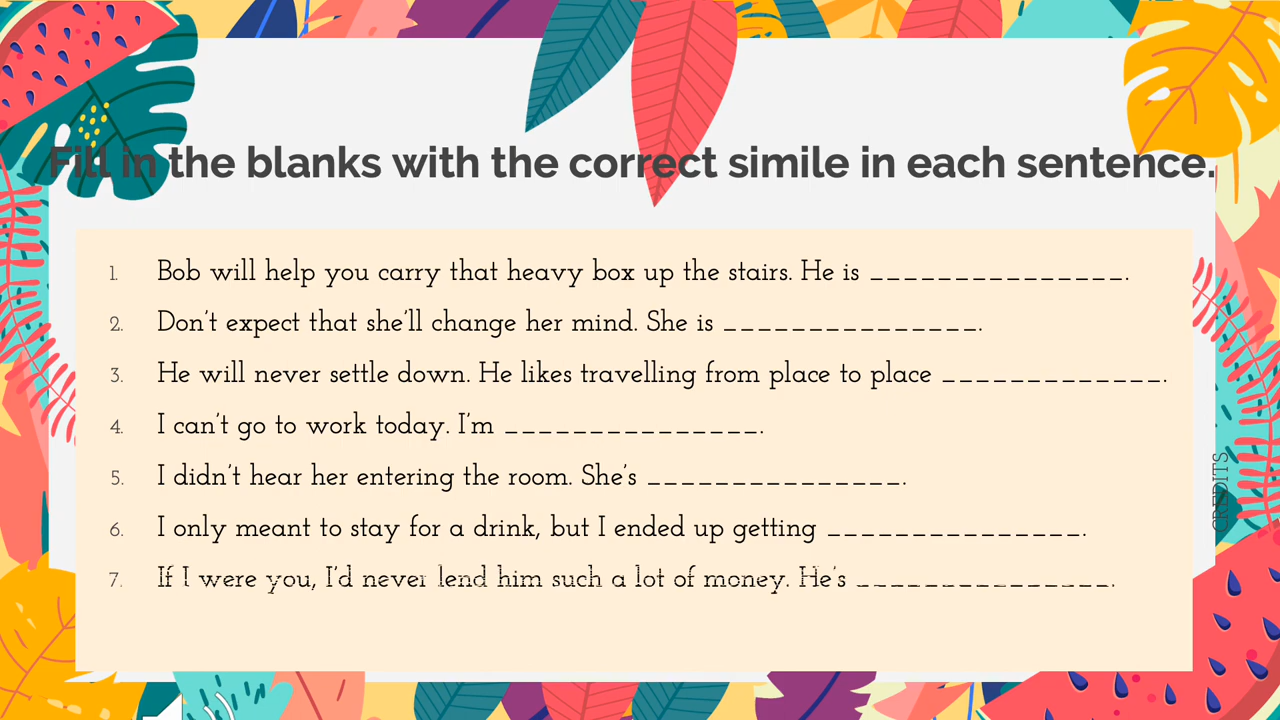 Fill in the blanks with the correct simile in each sentence.
1. Bob will help you carry that heavy box up the stairs. He is _______________.
2. Don't expect that she'll change her mind. She is _______________.
3. He will never settle down. He likes travelling from place to place _____________.
4. I can't go to work today. I'm _______________.
5. I didn't hear her entering the room. She's _______________.
6. I only meant to stay for a drink, but I ended up getting _______________.
7. If I were you, I'd never lend him such a lot of money. He's _______________.
CREDITS